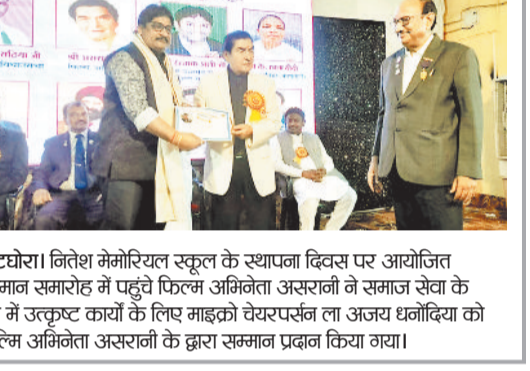 टघोरा। नितेश मेमोरियल स्कूल के स्थापना दिवस पर आयोजित
मान समारोह में पहुंचे फिल्म अभिनेता असरानी ने समाज सेवा के
में उत्कृष्ट कार्यों के लिए माइक्रो चेयरपर्सन ला अजय धनोंदिया को
ल्म अभिनेता असरानी के द्वारा सम्मान प्रदान किया गया।